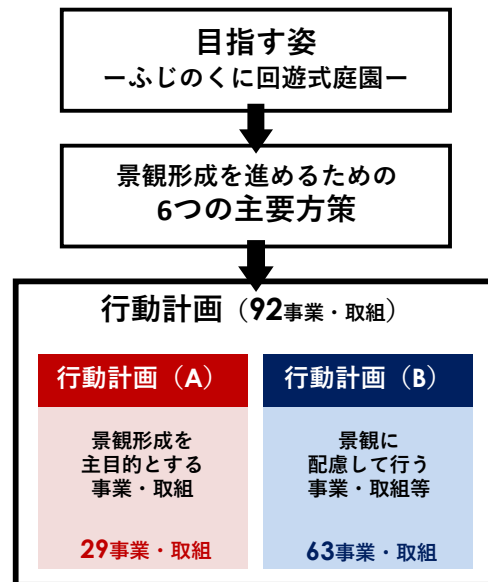 目指す姿
ーふじのくに回遊式庭園ー
景観形成を進めるための
6つの主要方策
行動計画（92事業・取組）
行動計画（A）
景観形成を
主目的とする
事業・取組
29事業・取組
行動計画（B）
景観に
配慮して行う
事業・取組等
63事業・取組